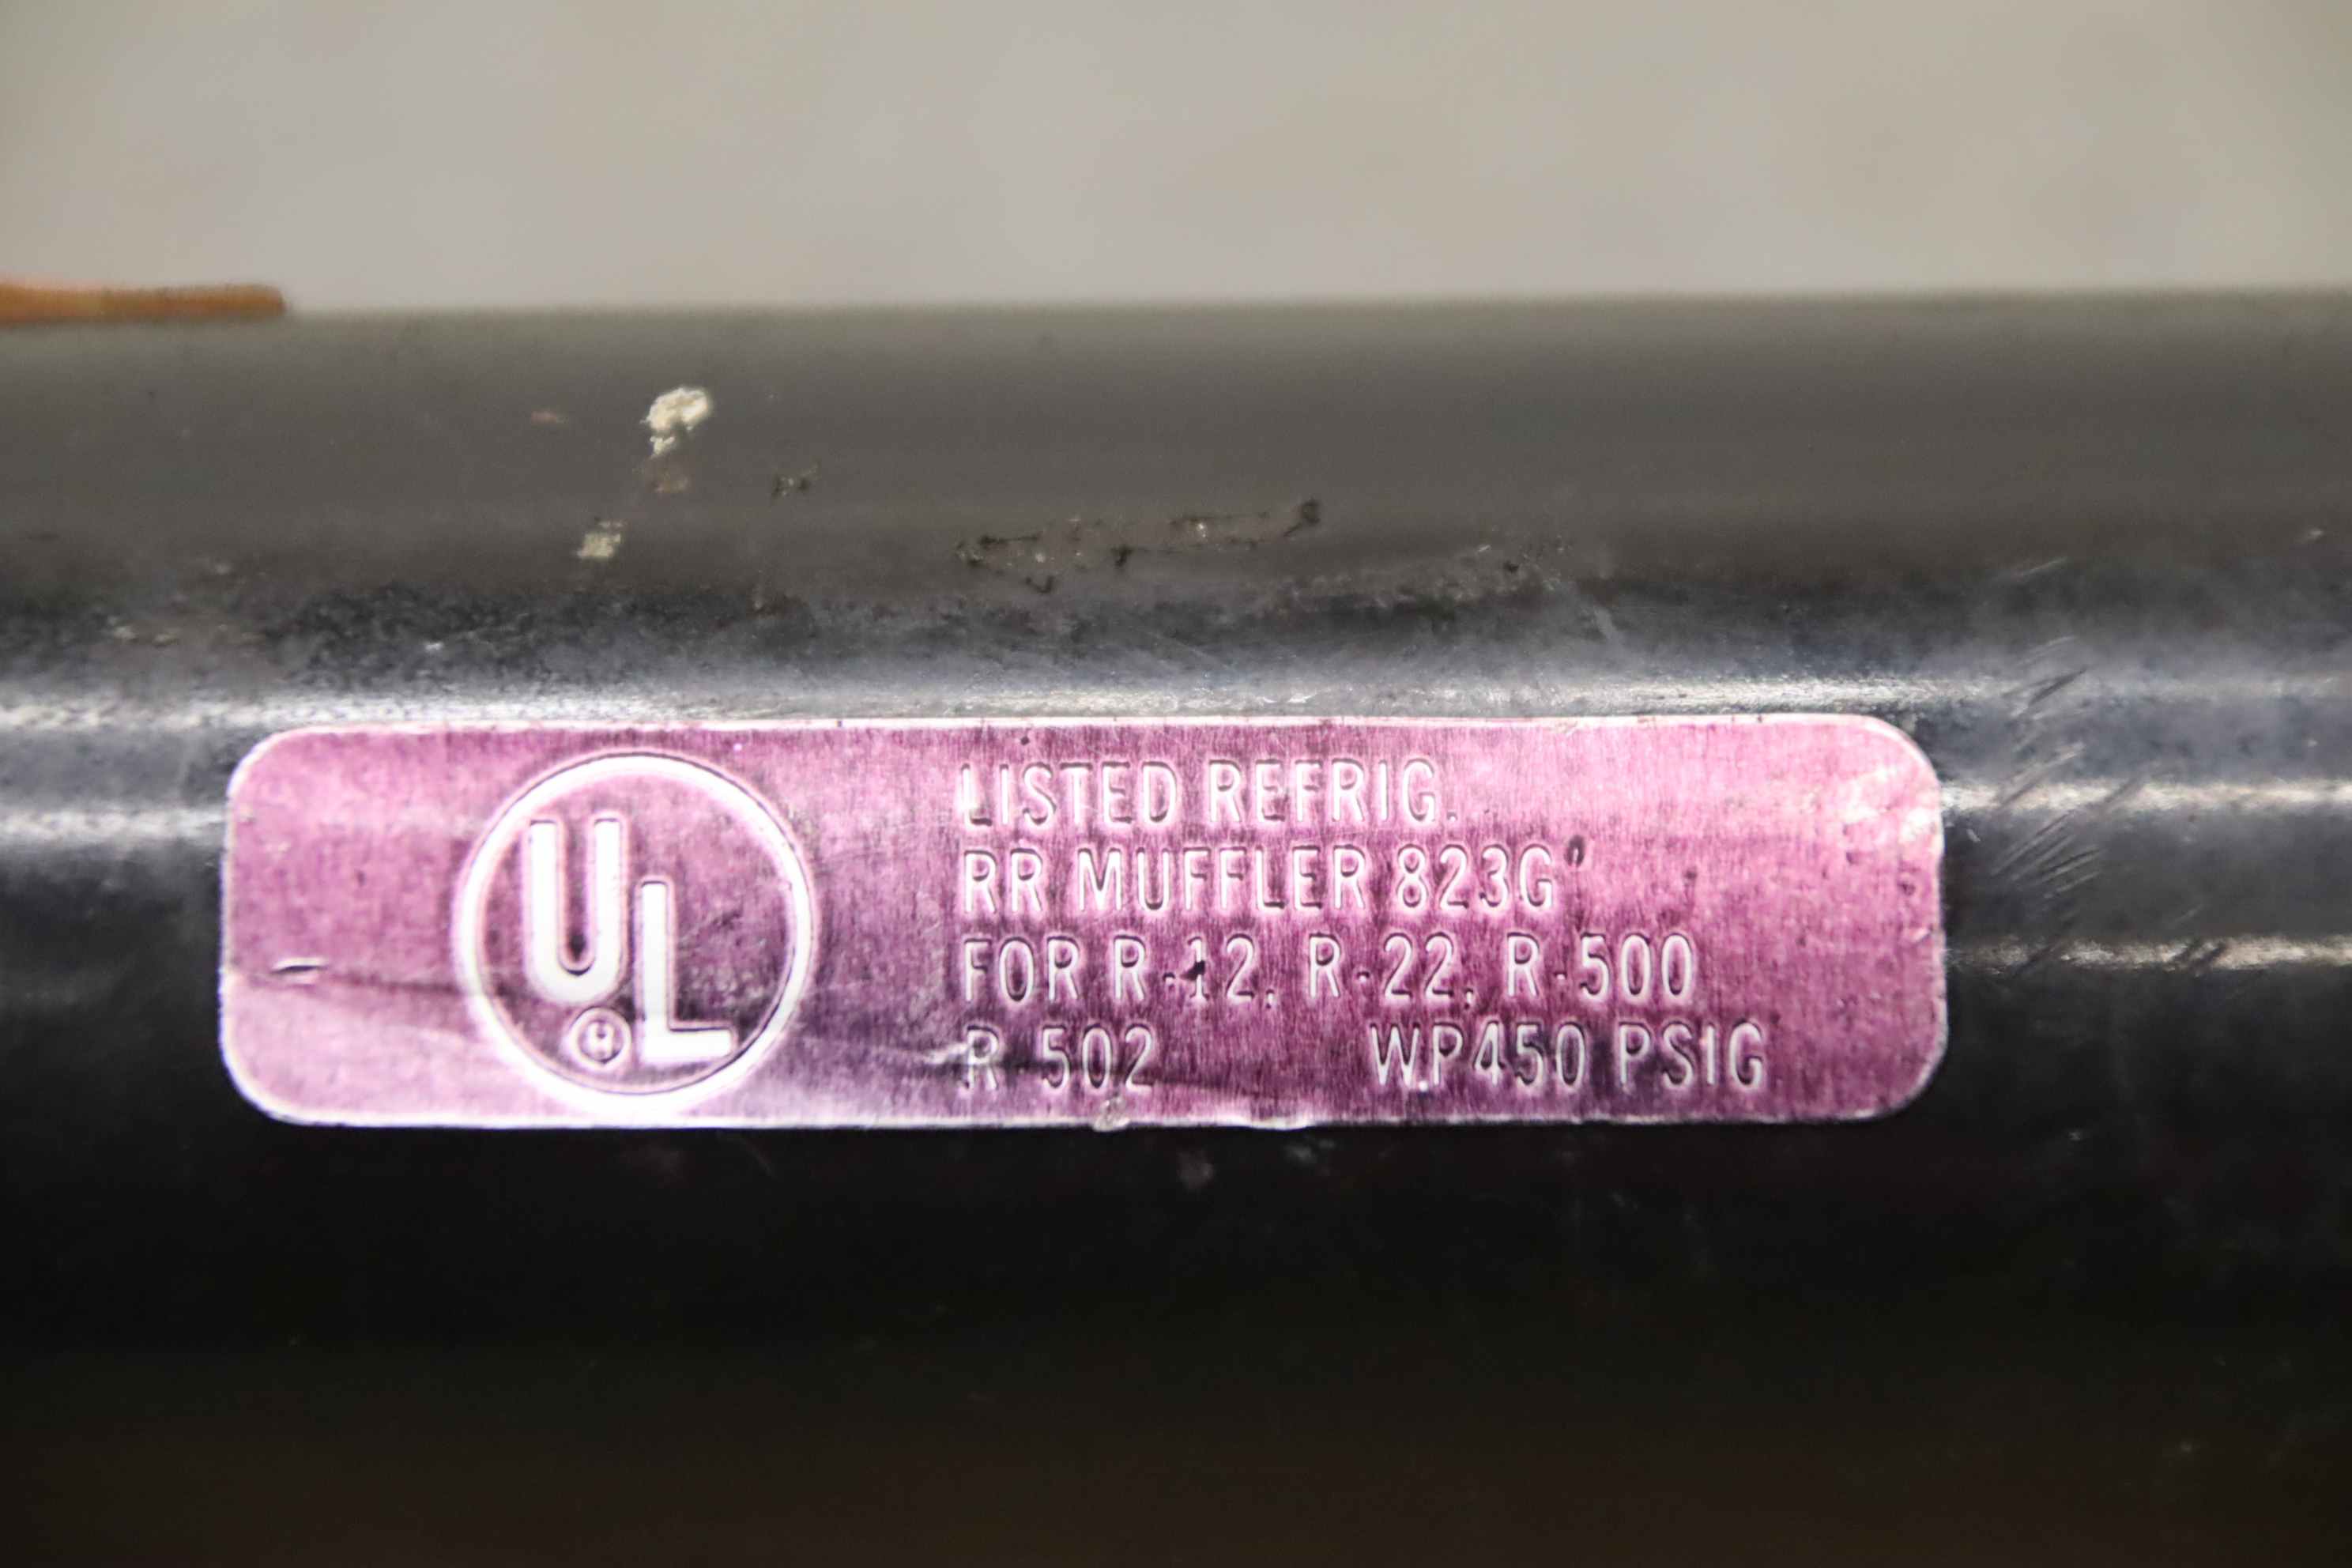 UL
LISTED REFRIG.
RR MUFFLER 823G
FOR R-12, R-22, R-500
R 502 WP450 PSIG